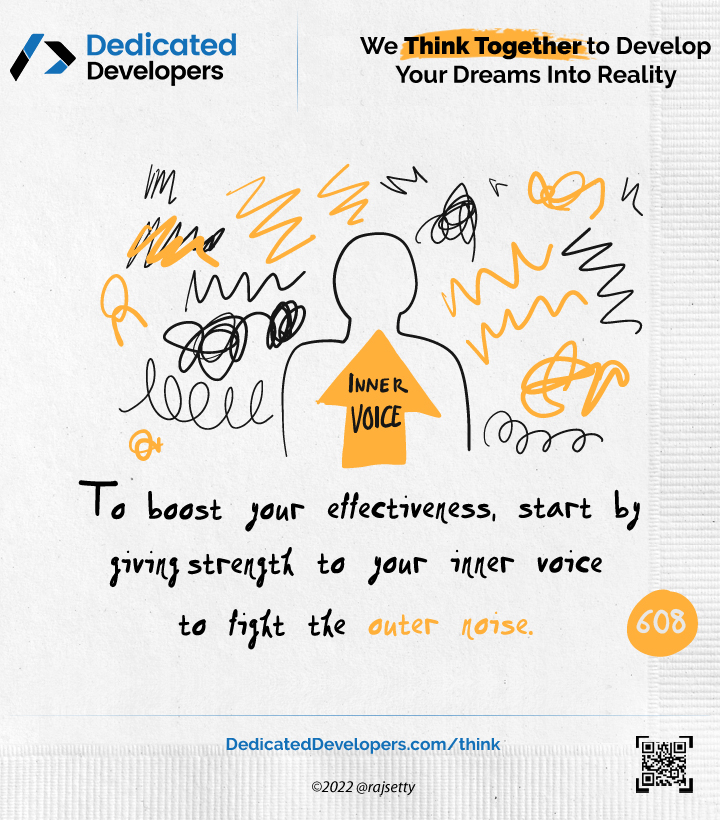 Dedicated
Developers
We Think Together to Develop
Your Dreams Into Reality
INNER
VOICE
To boost your effectiveness, start by
giving strength to your inner voice
to fight the outer noise.
608
DedicatedDevelopers.com/think
©2022 @rajsetty